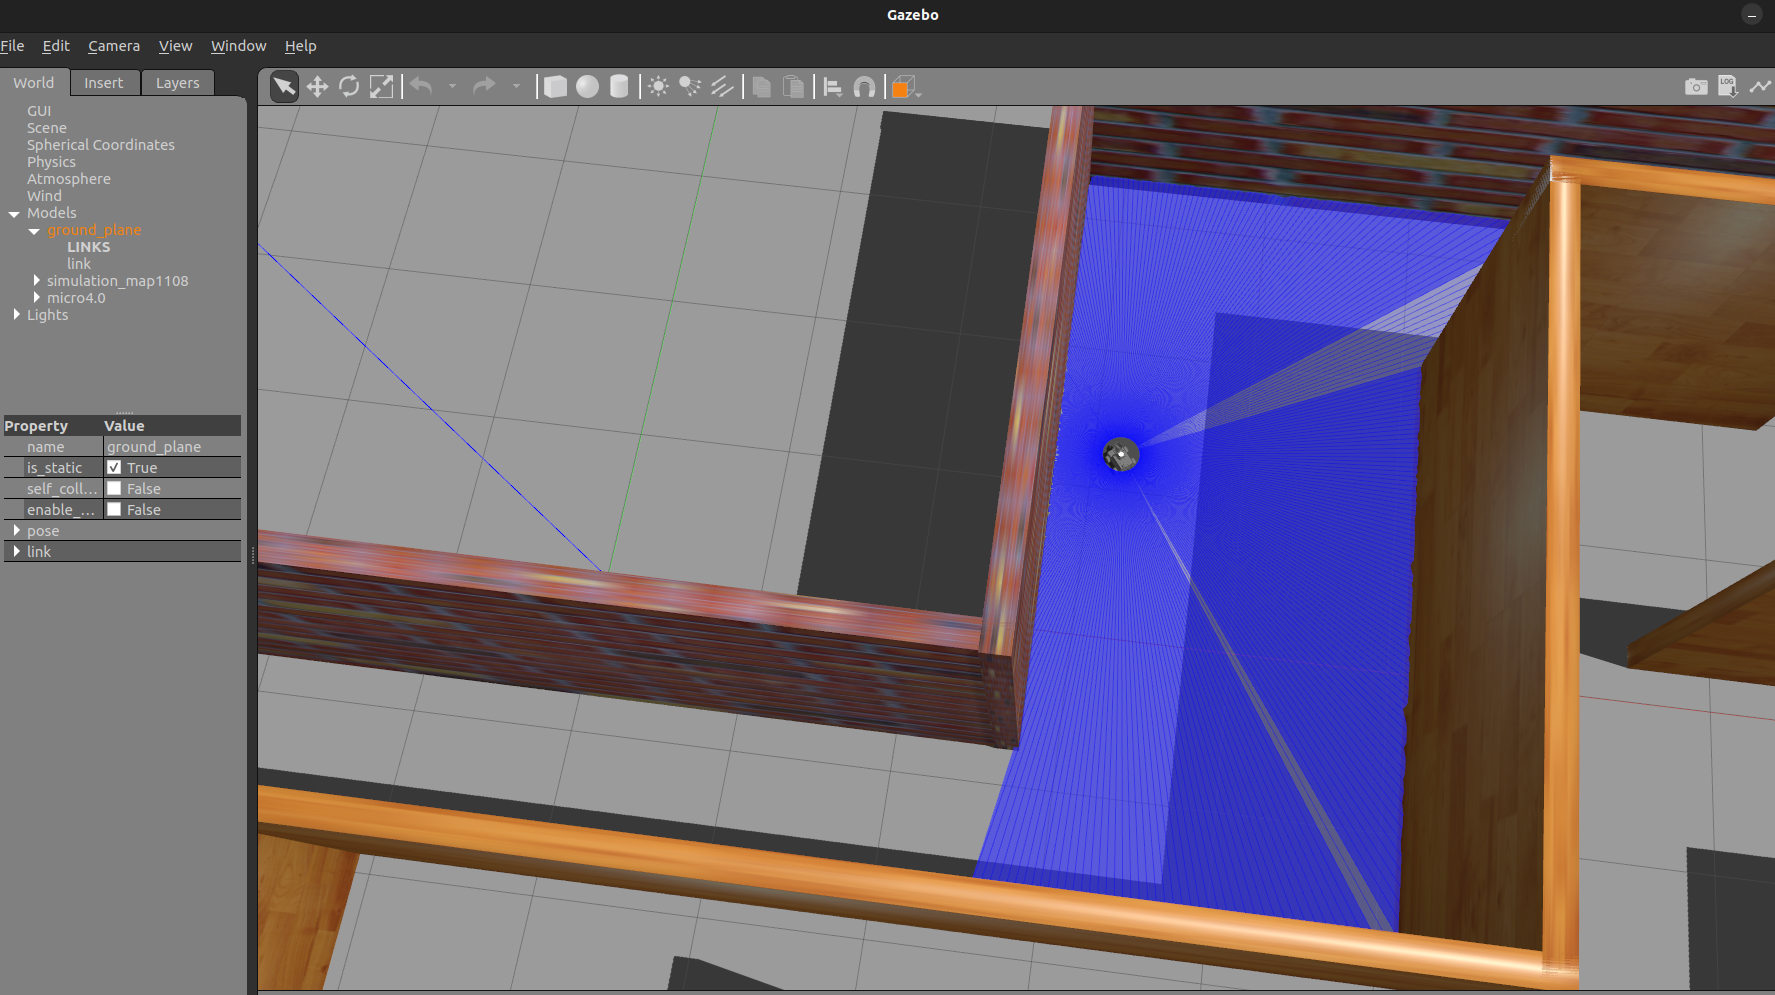 Gazebo
File Edit Camera View Window Help
World Insert Layers
LOG
GUI
Scene
Spherical Coordinates
Physics
Atmosphere
Wind
Models
ground_plane
LINKS
link
simulation_map1108
micro4.0
Lights
Property Value
name ground_plane
is_static True
self_coll... False
enable_... False
pose
link